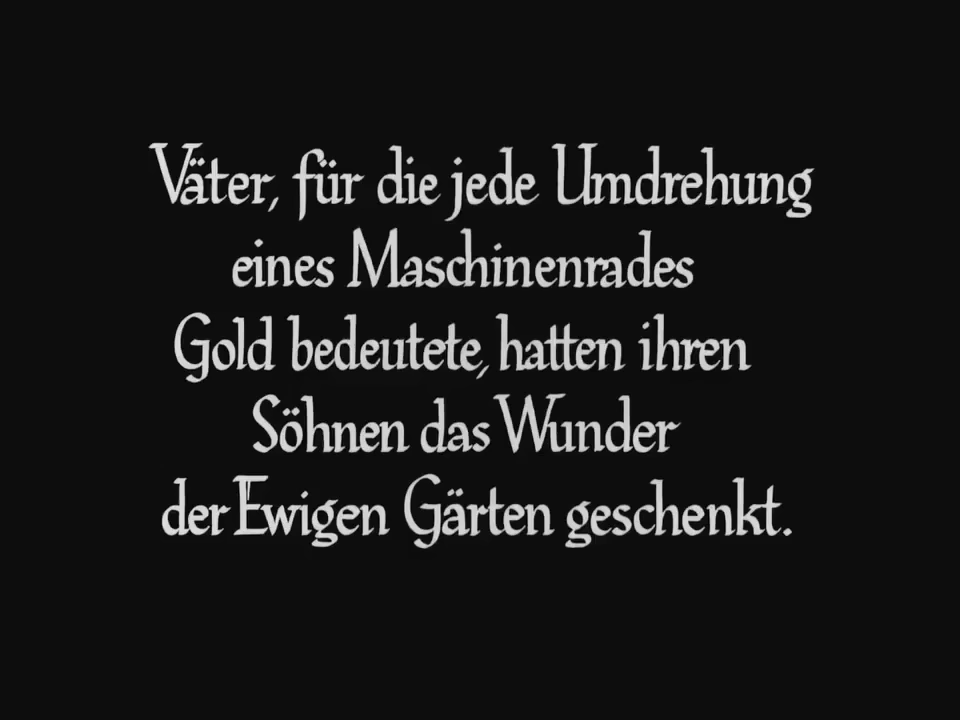 Väter, für die jede Umdrehung
eines Maschinenrades
Gold bedeutete, hatten ihren
Söhnen das Wunder
der Ewigen Gärten geschenkt.